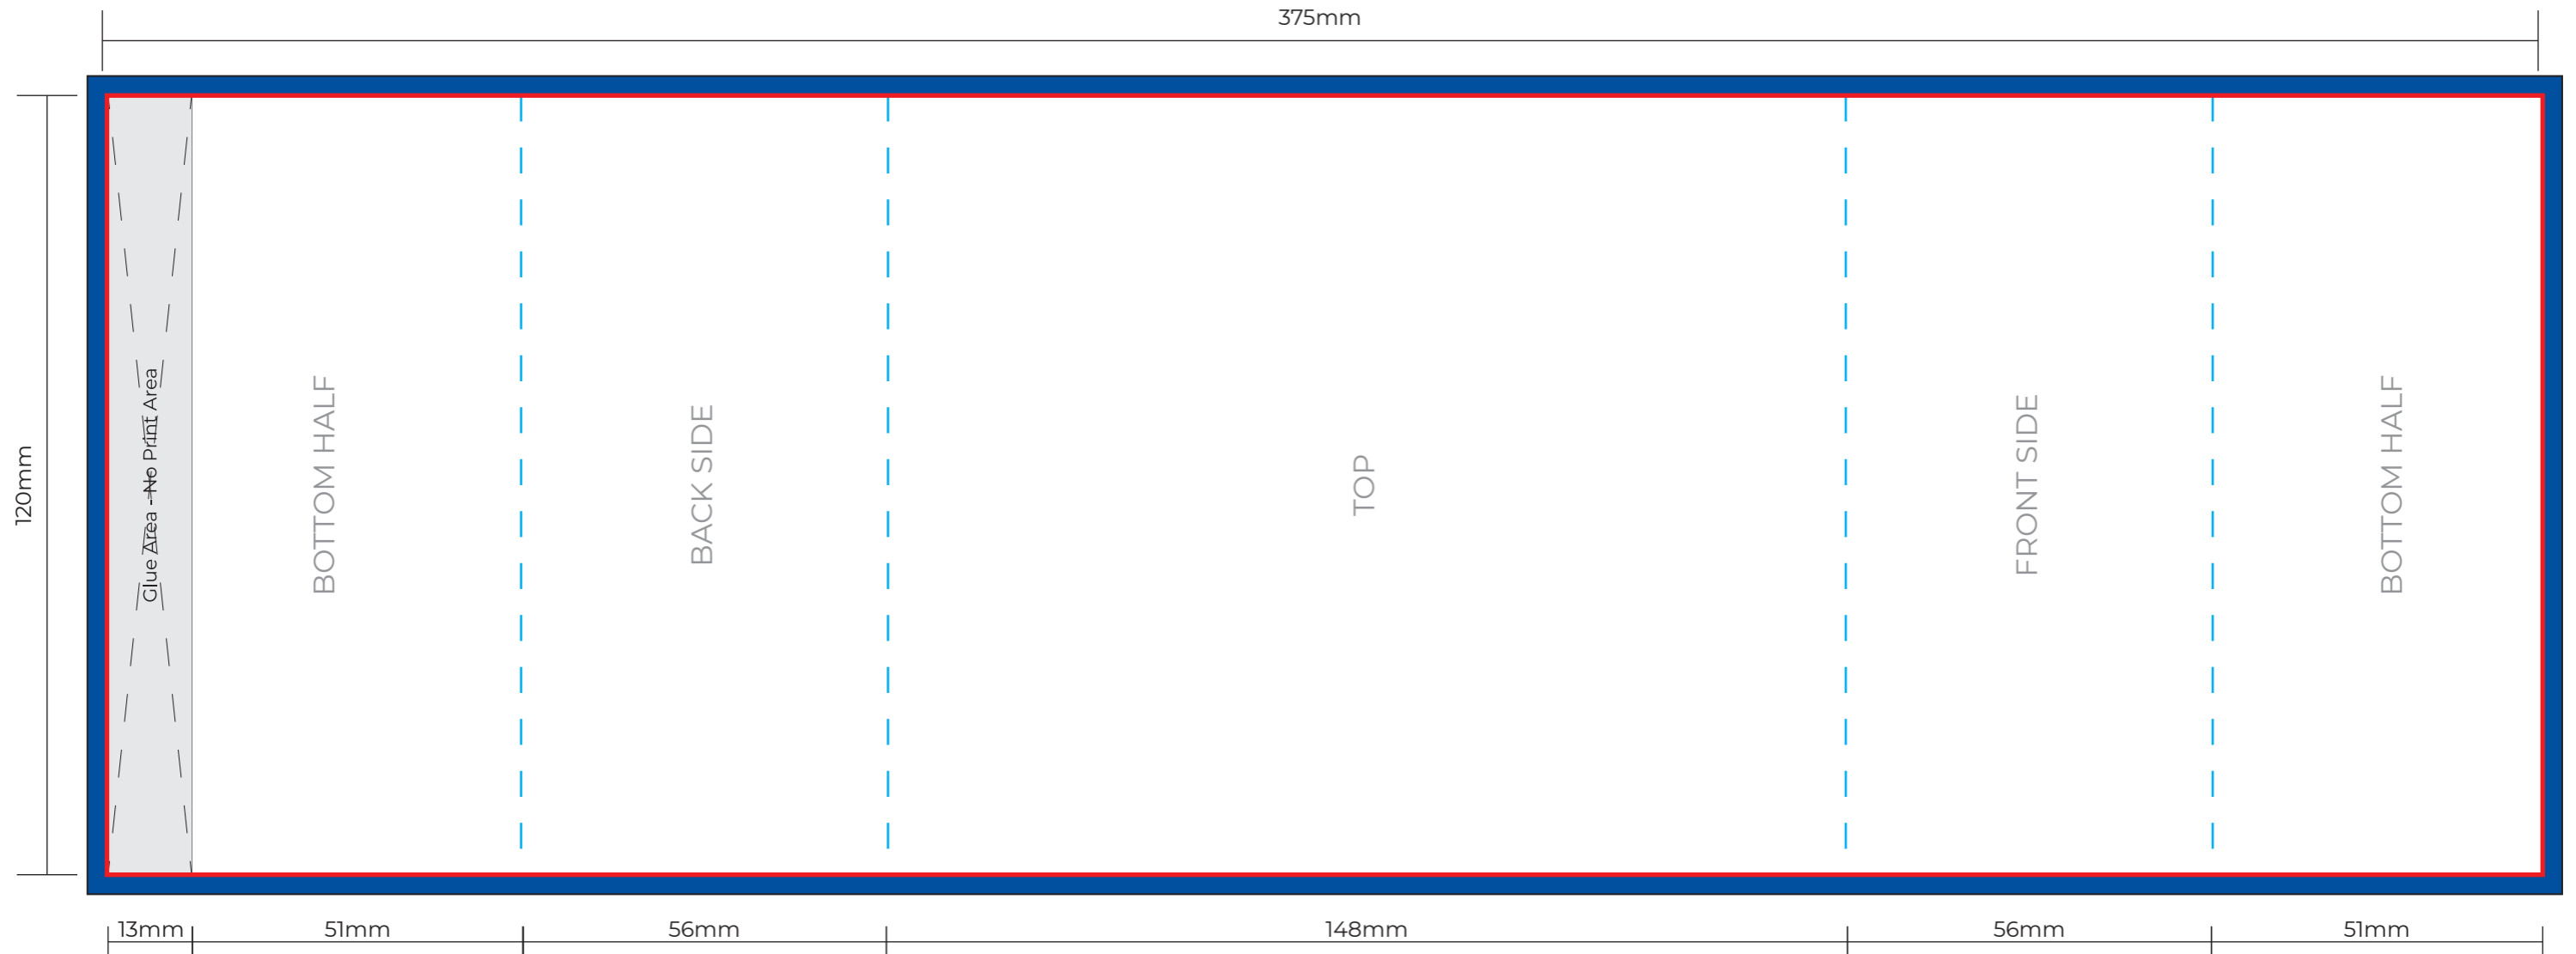 375mm
120mm
Glue Area - No Print Area
BOTTOM HALF
BACK SIDE
TOP
FRONT SIDE
BOTTOM HALF
13mm
51mm
56mm
148mm
56mm
51mm